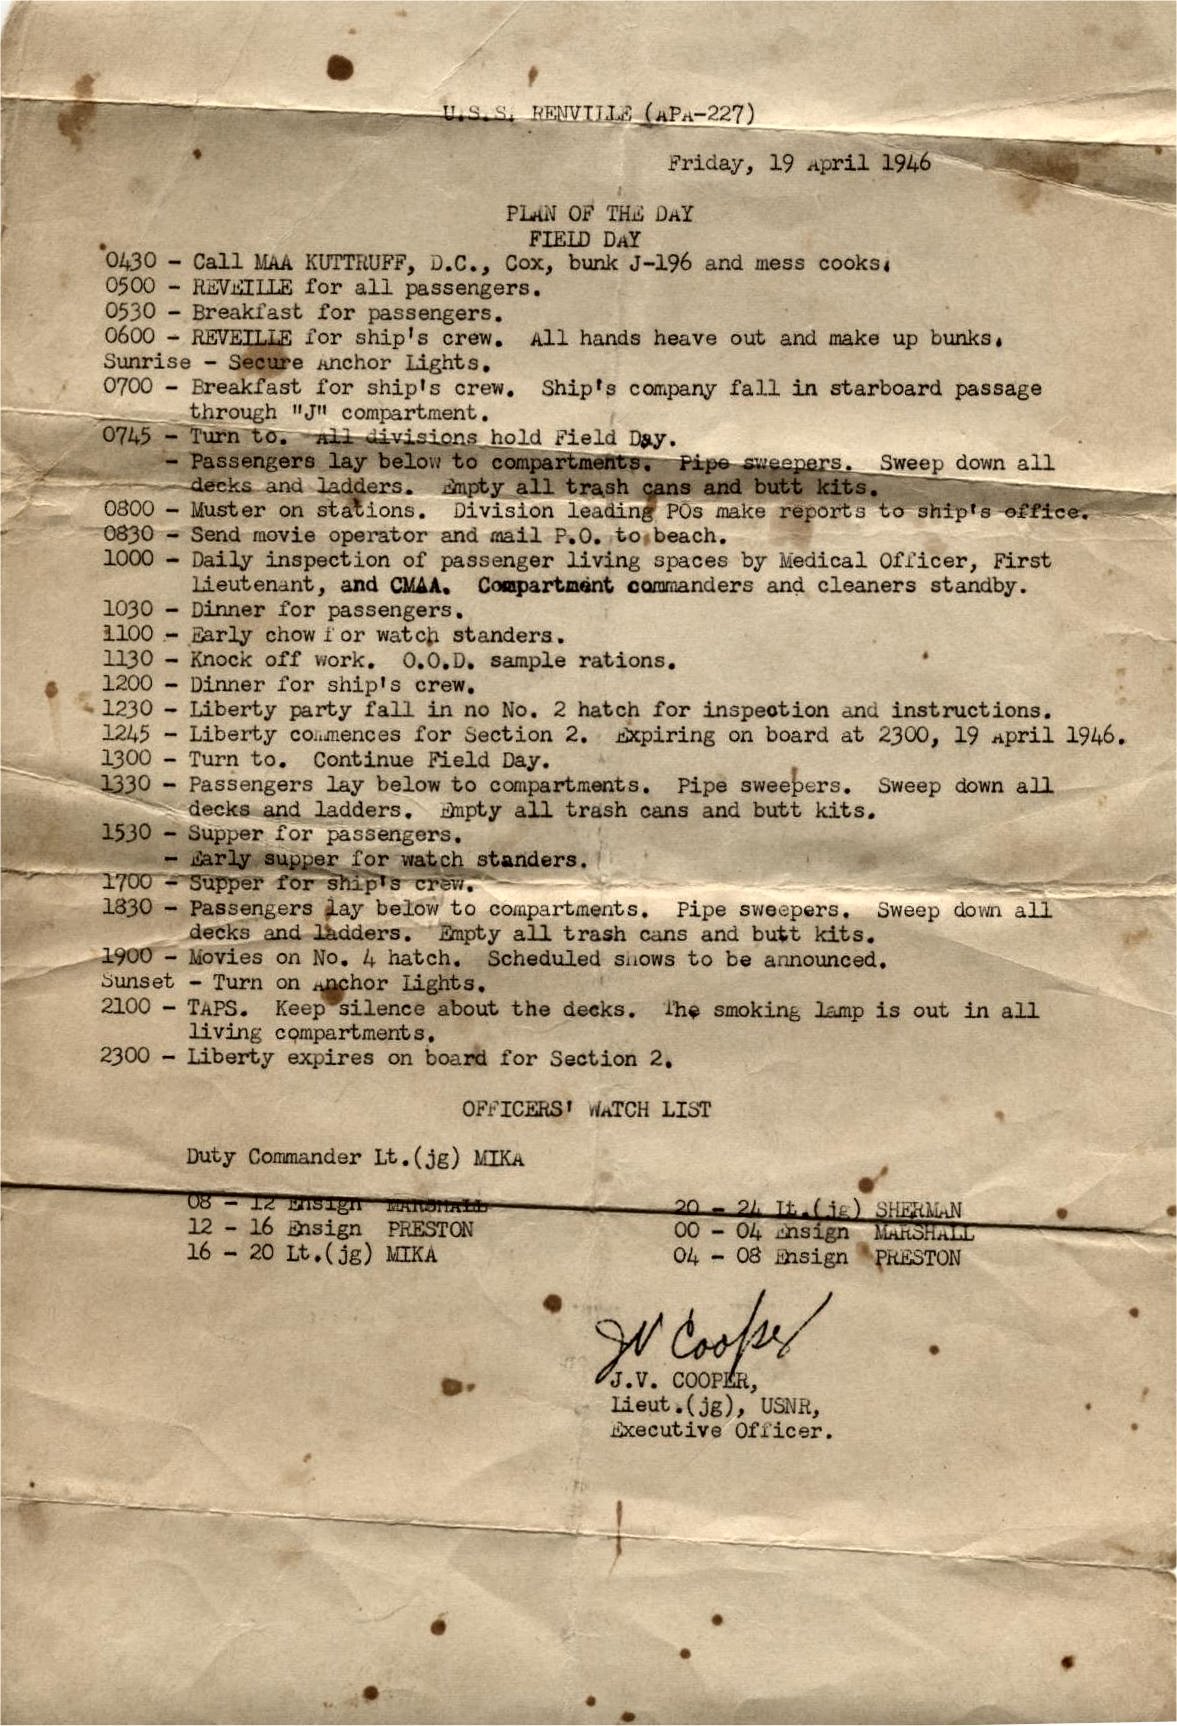 U.S.S. RENVILLE (APA-227)
Friday, 19 April 1946
PLAN OF THE DAY
FIELD DAY
0430 - Call MAA KUTTRUFF, D.C., Cox, bunk J-196 and mess cooks.
0500 - REVEILLE for all passengers.
0530 - Breakfast for passengers.
0600 - REVEILLE for ship's crew. All hands heave out and make up bunks.
Sunrise - Secure Anchor Lights.
0700 - Breakfast for ship's crew. Ship's company fall in starboard passage
through "J" compartment.
0745 - Turn to. All divisions hold Field Day.
- Passengers lay below to compartments. Pipe sweepers. Sweep down all
decks and ladders. Empty all trash cans and butt kits.
0800 - Muster on stations. Division leading POs make reports to ship's office.
0830 - Send movie operator and mail P.O. to beach.
1000 - Daily inspection of passenger living spaces by Medical Officer, First
Lieutenant, and CMAA. Compartment commanders and cleaners standby.
1030 - Dinner for passengers.
1100 - Early chow for watch standers.
1130 - Knock off work. O.O.D. sample rations.
1200 - Dinner for ship's crew.
1230 - Liberty party fall in no No. 2 hatch for inspection and instructions.
1245 - Liberty commences for Section 2. Expiring on board at 2300, 19 April 1946.
1300 - Turn to. Continue Field Day.
1330 - Passengers lay below to compartments. Pipe sweepers. Sweep down all
decks and ladders. Empty all trash cans and butt kits.
1530 - Supper for passengers.
- Early supper for watch standers.
1700 - Supper for ship's crew.
1830 - Passengers lay below to compartments. Pipe sweepers. Sweep down all
decks and ladders. Empty all trash cans and butt kits.
1900 - Movies on No. 4 hatch. Scheduled shows to be announced.
Sunset - Turn on Anchor Lights.
2100 - TAPS. Keep silence about the decks. The smoking lamp is out in all
living compartments.
2300 - Liberty expires on board for Section 2.
OFFICERS' WATCH LIST
Duty Commander Lt.(jg) MIKA
08 - 12 Ensign MARSHALL
12 - 16 Ensign PRESTON
16 - 20 Lt.(jg) MIKA
20 - 24 Lt.(jg) SHERMAN
00 - 04 Ensign MARSHALL
04 - 08 Ensign PRESTON
JV Cooper
J.V. COOPER,
Lieut.(jg), USNR,
Executive Officer.